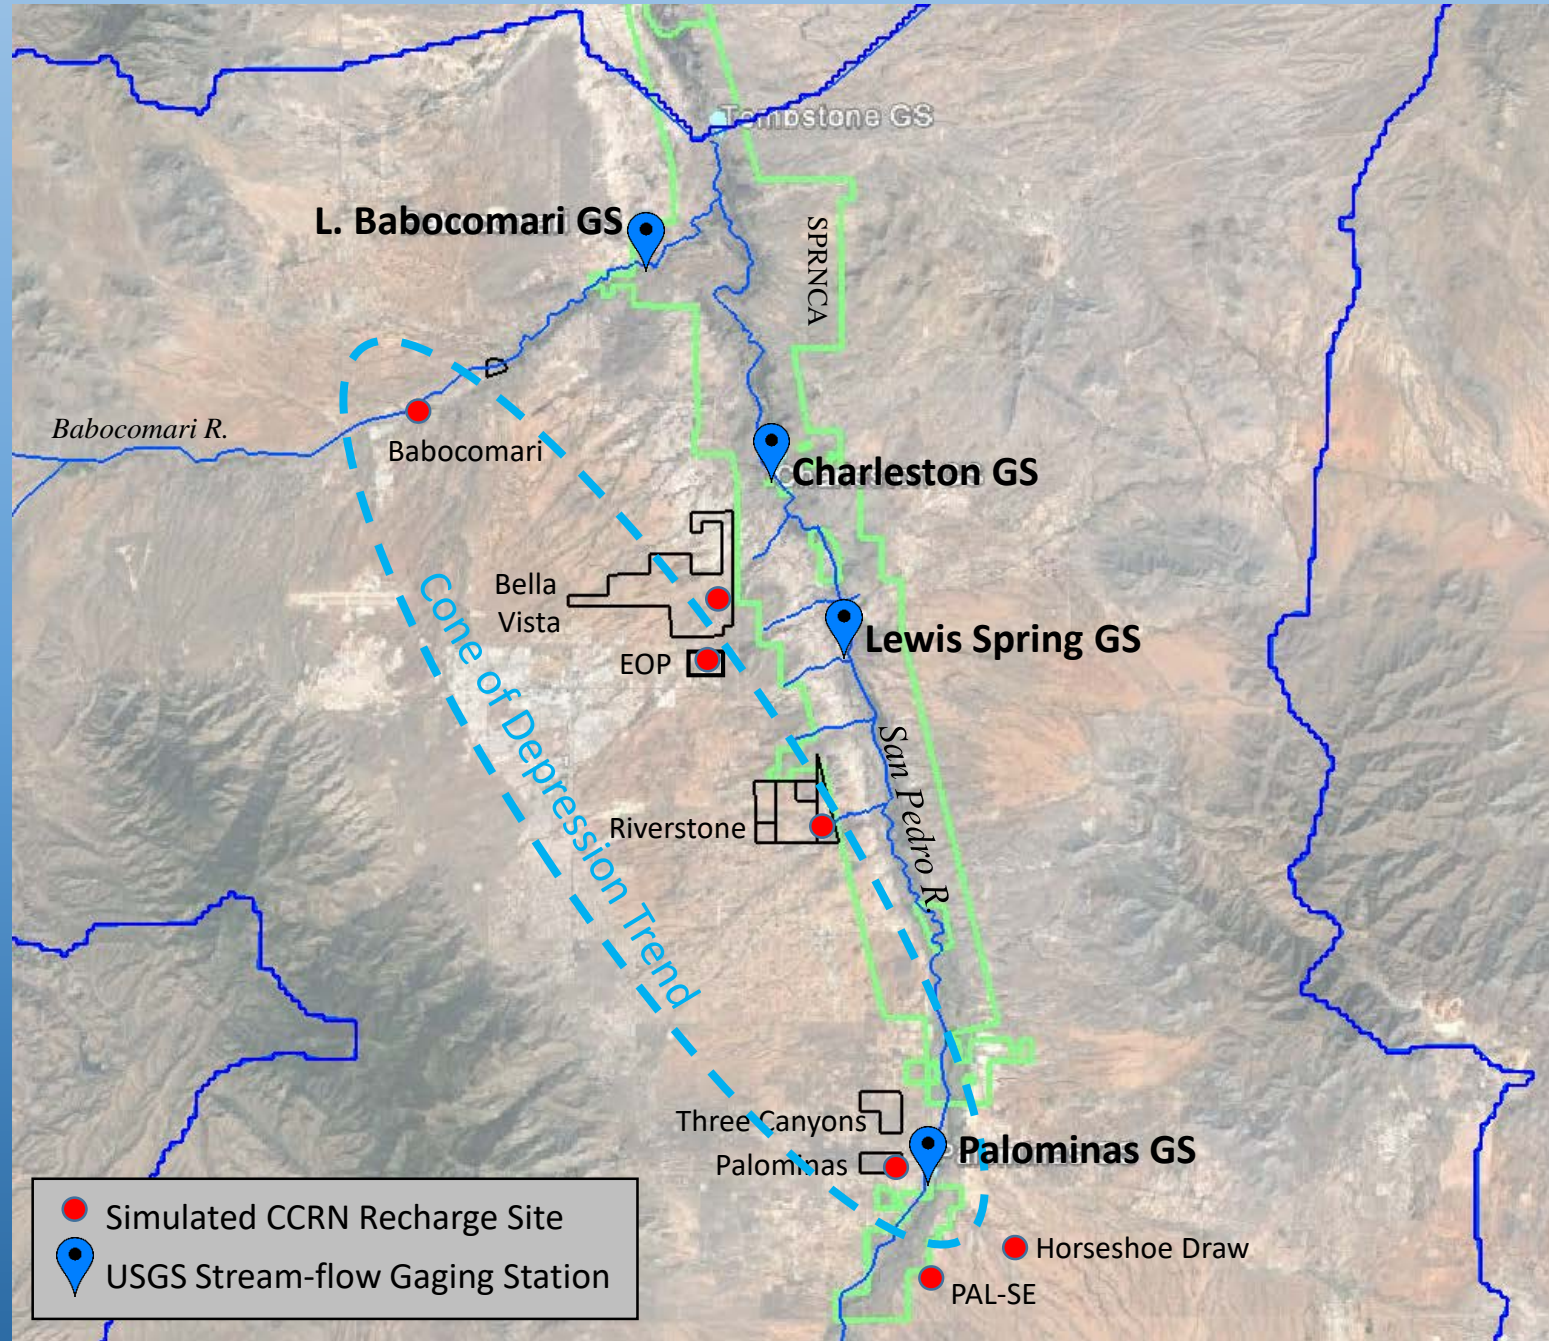 Tombstone GS
L. Babocomari GS
SPRNCA
Babocomari R.
Babocomari
Charleston GS
Bella
Vista
EOP
Lewis Spring GS
Cone of Depression Trend
San Pedro R.
Riverstone
Three Canyons
Palominas
Palominas GS
Horseshoe Draw
PAL-SE
Simulated CCRN Recharge Site
USGS Stream-flow Gaging Station